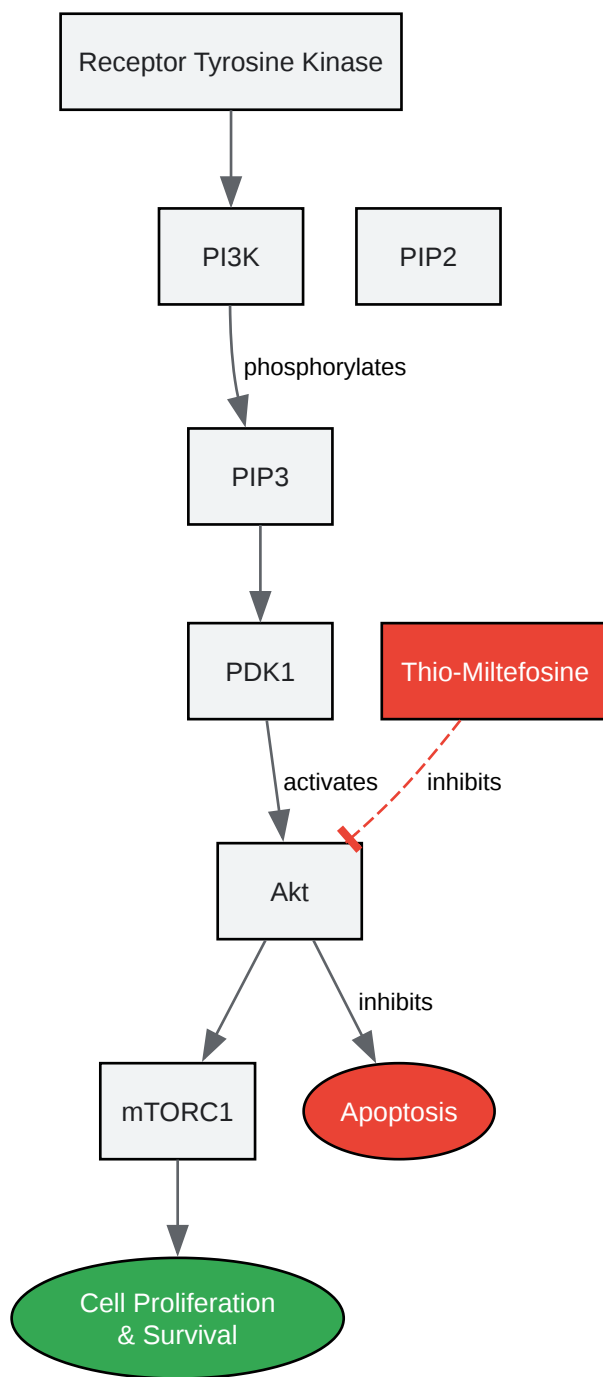 Receptor Tyrosine Kinase
PI3K
PIP2
phosphorylates
PIP3
PDK1
Thio-Miltefosine
activates
inhibits
Akt
inhibits
mTORC1
Apoptosis
Cell Proliferation
& Survival